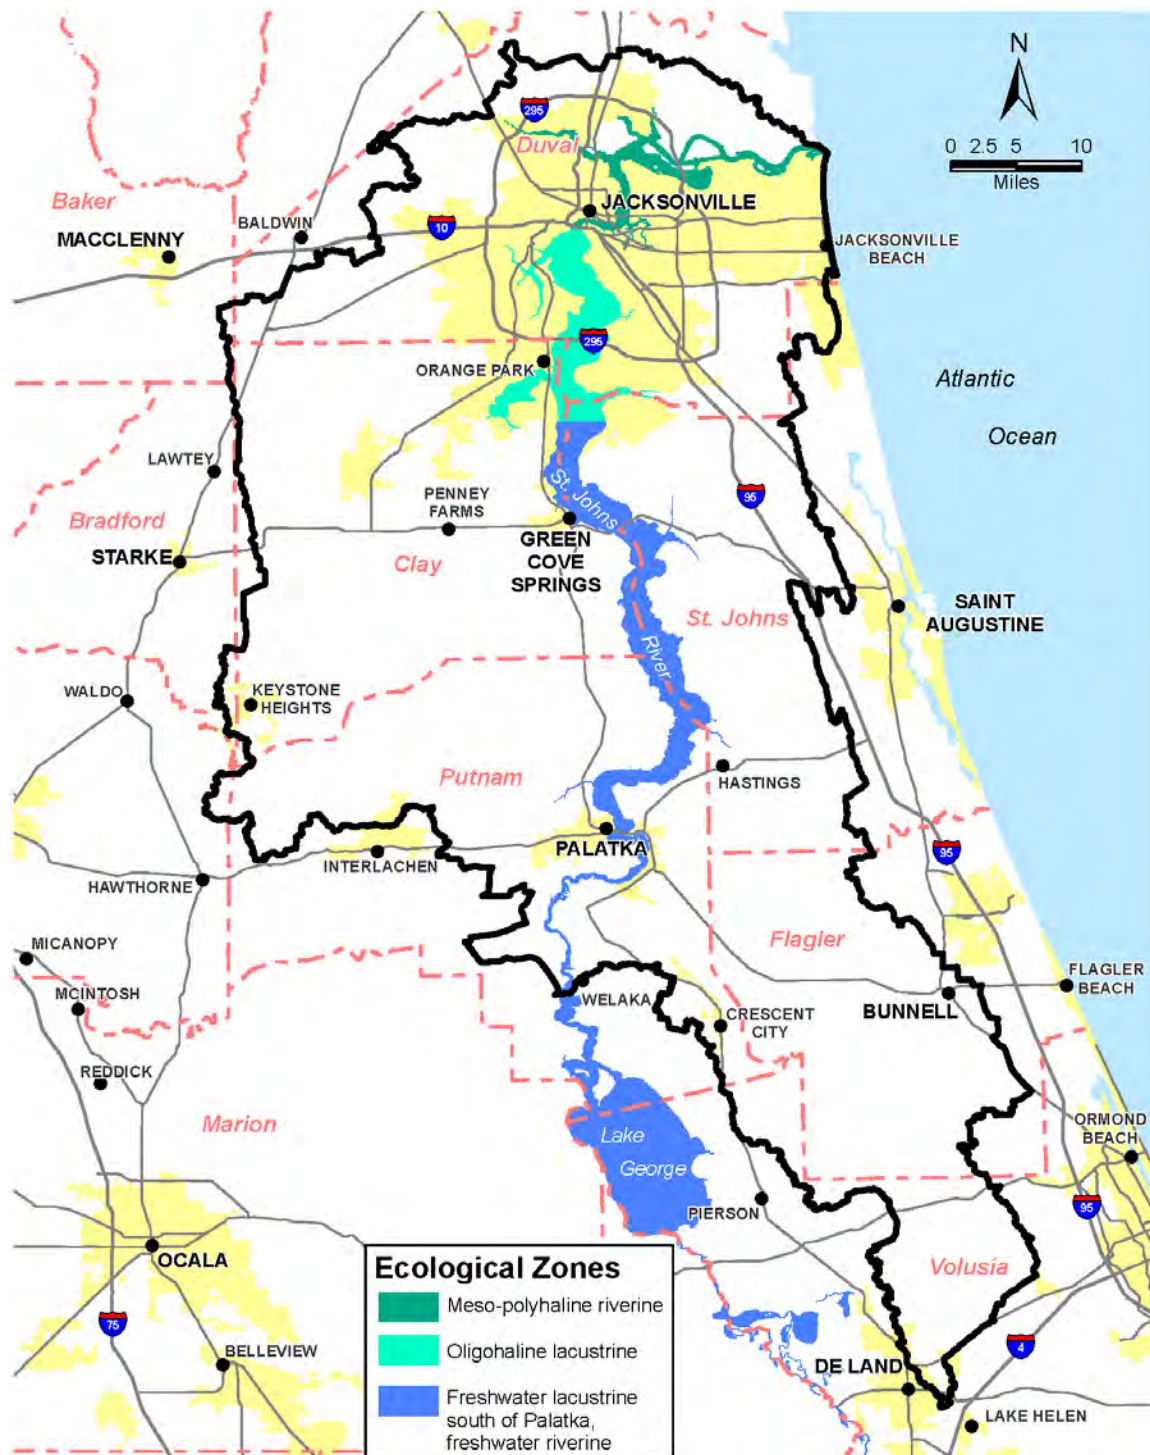 N
0 2.5 5 10
Miles
295
Duval
JACKSONVILLE
Baker
BALDWIN
10
MACCLENNY
JACKSONVILLE
BEACH
295
ORANGE PARK
Atlantic
Ocean
LAWTEY
St. Johns
River
95
PENNEY
FARMS
Bradford
GREEN
COVE
SPRINGS
STARKE
Clay
SAINT
AUGUSTINE
St. Johns
WALDO
KEYSTONE
HEIGHTS
Putnam
HASTINGS
PALATKA
95
INTERLACHEN
HAWTHORNE
MICANOPY
Flagler
FLAGLER
BEACH
MCINTOSH
WELAKA
CRESCENT
CITY
BUNNELL
REDDICK
Marion
Lake
George
ORMOND
BEACH
PIERSON
95
OCALA
Volusia
75
4
BELLEVIEW
DE LAND
LAKE HELEN
Ecological Zones
Meso-polyhaline riverine
Oligohaline lacustrine
Freshwater lacustrine
south of Palatka,
freshwater riverine